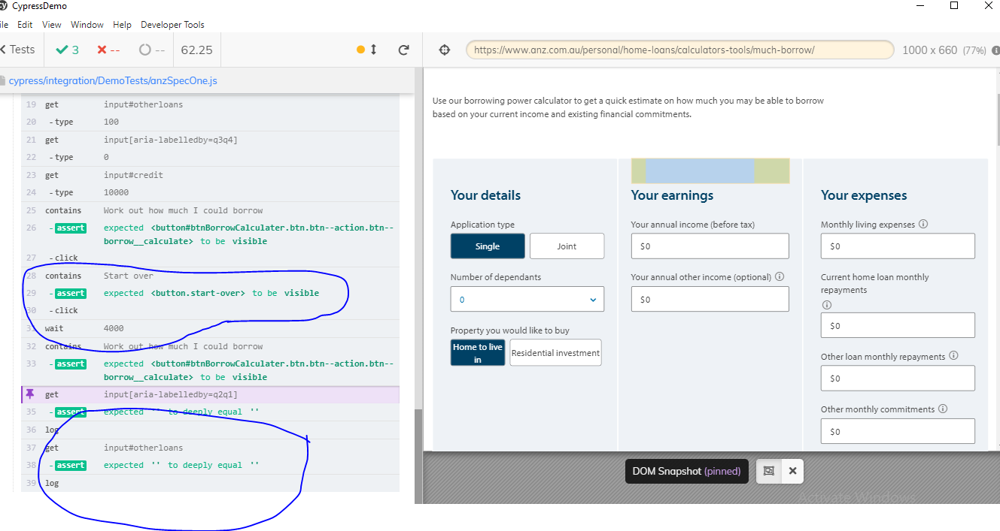 CypressDemo
ile Edit View Window Help Developer Tools
Tests 3 -- -- 62.25
https://www.anz.com.au/personal/home-loans/calculators-tools/much-borrow/ 1000 x 660 (77%)
cypress/integration/DemoTests/anzSpecOne.js
19 get input#otherloans
20 - type 100
21 get input[aria-labelledby=q3q4]
22 - type 0
23 get input#credit
24 - type 10000
25 contains Work out how much I could borrow
26 - assert expected <button#btnBorrowCalculater.btn.btn--action.btn--
borrow__calculate> to be visible
27 - click
28 contains Start over
29 - assert expected <button.start-over> to be visible
30 - click
31 wait 4000
32 contains Work out how much I could borrow
33 - assert expected <button#btnBorrowCalculater.btn.btn--action.btn--
borrow__calculate> to be visible
get input[aria-labelledby=q2q1]
35 - assert expected '' to deeply equal ''
36 log
37 get input#otherloans
38 - assert expected '' to deeply equal ''
39 log
Use our borrowing power calculator to get a quick estimate on how much you may be able to borrow
based on your current income and existing financial commitments.
Your details
Application type
Single Joint
Number of dependants
0
Property you would like to buy
Home to live
in
Residential investment
Your earnings
Your annual income (before tax)
$0
Your annual other income (optional)
$0
Your expenses
Monthly living expenses
$0
Current home loan monthly
repayments
$0
Other loan monthly repayments
$0
Other monthly commitments
$0
DOM Snapshot (pinned)
Activate Windows